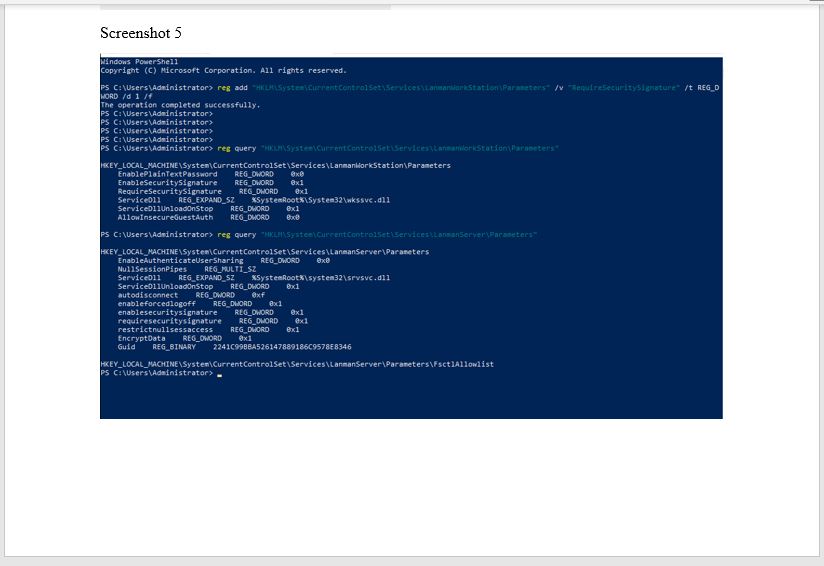 Screenshot 5
Windows PowerShell
Copyright (C) Microsoft Corporation. All rights reserved.
PS C:\Users\Administrator> reg add "HKLM\System\CurrentControlSet\Services\LanmanWorkStation\Parameters" /v "RequireSecuritySignature" /t REG_D
WORD /d 1 /f
The operation completed successfully.
PS C:\Users\Administrator>
PS C:\Users\Administrator>
PS C:\Users\Administrator>
PS C:\Users\Administrator>
PS C:\Users\Administrator> reg query "HKLM\System\CurrentControlSet\Services\LanmanWorkStation\Parameters"
HKEY_LOCAL_MACHINE\System\CurrentControlSet\Services\LanmanWorkStation\Parameters
EnablePlainTextPassword REG_DWORD 0x0
EnableSecuritySignature REG_DWORD 0x1
RequireSecuritySignature REG_DWORD 0x1
ServiceDll REG_EXPAND_SZ %SystemRoot%\System32\wkssvc.dll
ServiceDllUnloadOnStop REG_DWORD 0x1
AllowInsecureGuestAuth REG_DWORD 0x0
PS C:\Users\Administrator> reg query "HKLM\System\CurrentControlSet\Services\LanmanServer\Parameters"
HKEY_LOCAL_MACHINE\System\CurrentControlSet\Services\LanmanServer\Parameters
EnableAuthenticateUserSharing REG_DWORD 0x0
NullSessionPipes REG_MULTI_SZ
ServiceDll REG_EXPAND_SZ %SystemRoot%\system32\srvsvc.dll
ServiceDllUnloadOnStop REG_DWORD 0x1
autodisconnect REG_DWORD 0xf
enableforcedlogoff REG_DWORD 0x1
enablesecuritysignature REG_DWORD 0x1
requiresecuritysignature REG_DWORD 0x1
restrictnullsessaccess REG_DWORD 0x1
EncryptData REG_DWORD 0x1
Guid REG_BINARY 2241C99BBA526147889186C9578E8346
HKEY_LOCAL_MACHINE\System\CurrentControlSet\Services\LanmanServer\Parameters\FsctlAllowlist
PS C:\Users\Administrator>